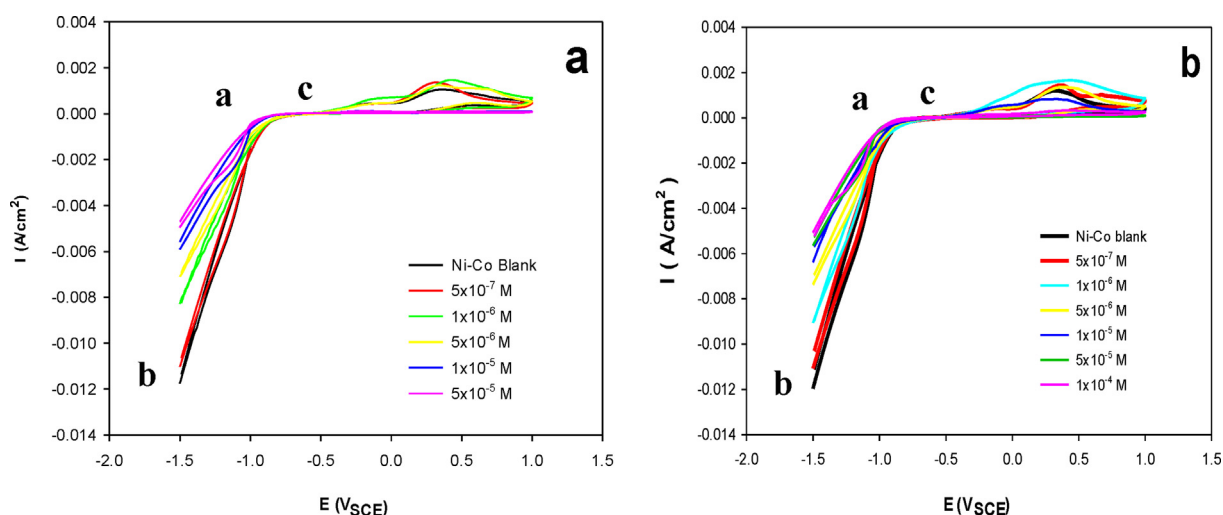 a
0.004
0.002
0.000
-0.002
-0.004
-0.006
-0.008
-0.010
-0.012
-0.014
I (A/cm²)
a
c
b
Ni-Co Blank
5x10⁻⁷ M
1x10⁻⁶ M
5x10⁻⁶ M
1x10⁻⁵ M
5x10⁻⁵ M
-2.0 -1.5 -1.0 -0.5 0.0 0.5 1.0 1.5
E (V_SCE)
b
0.004
0.002
0.000
-0.002
-0.004
-0.006
-0.008
-0.010
-0.012
-0.014
I ( A/cm²)
a
c
b
Ni-Co blank
5x10⁻⁷ M
1x10⁻⁶ M
5x10⁻⁶ M
1x10⁻⁵ M
5x10⁻⁵ M
1x10⁻⁴ M
-2.0 -1.5 -1.0 -0.5 0.0 0.5 1.0 1.5
E (V_SCE)